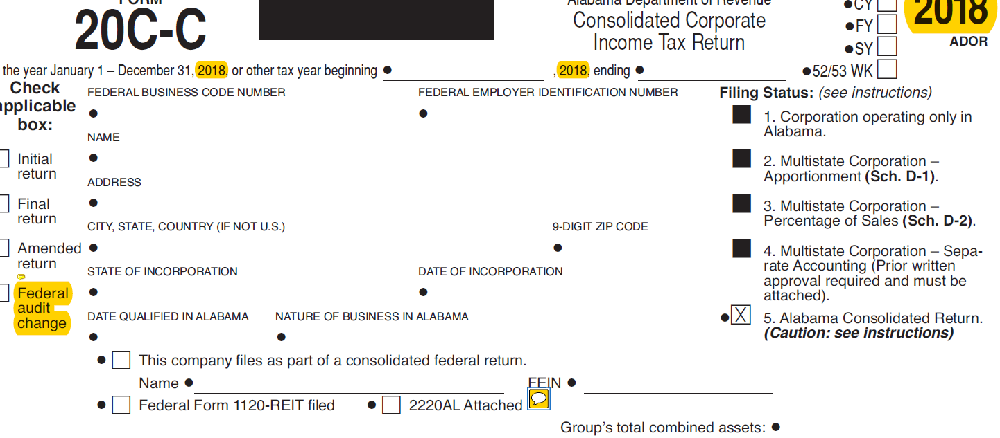 FORM
20C-C
Alabama Department of Revenue
Consolidated Corporate
Income Tax Return
•CY
•FY
•SY
•52/53 WK
2018
ADOR
the year January 1 – December 31, 2018, or other tax year beginning •
, 2018, ending •
Check
applicable
box:
Initial
return
Final
return
Amended
return
Federal
audit
change
FEDERAL BUSINESS CODE NUMBER
FEDERAL EMPLOYER IDENTIFICATION NUMBER
•
•
NAME
•
ADDRESS
•
CITY, STATE, COUNTRY (IF NOT U.S.)
9-DIGIT ZIP CODE
•
•
STATE OF INCORPORATION
DATE OF INCORPORATION
•
•
DATE QUALIFIED IN ALABAMA
NATURE OF BUSINESS IN ALABAMA
•
•
Filing Status: (see instructions)
1. Corporation operating only in
Alabama.
2. Multistate Corporation –
Apportionment (Sch. D-1).
3. Multistate Corporation –
Percentage of Sales (Sch. D-2).
4. Multistate Corporation – Sepa-
rate Accounting (Prior written
approval required and must be
attached).
• X 5. Alabama Consolidated Return.
(Caution: see instructions)
• This company files as part of a consolidated federal return.
Name •
FEIN •
• Federal Form 1120-REIT filed
• 2220AL Attached
Group's total combined assets: •